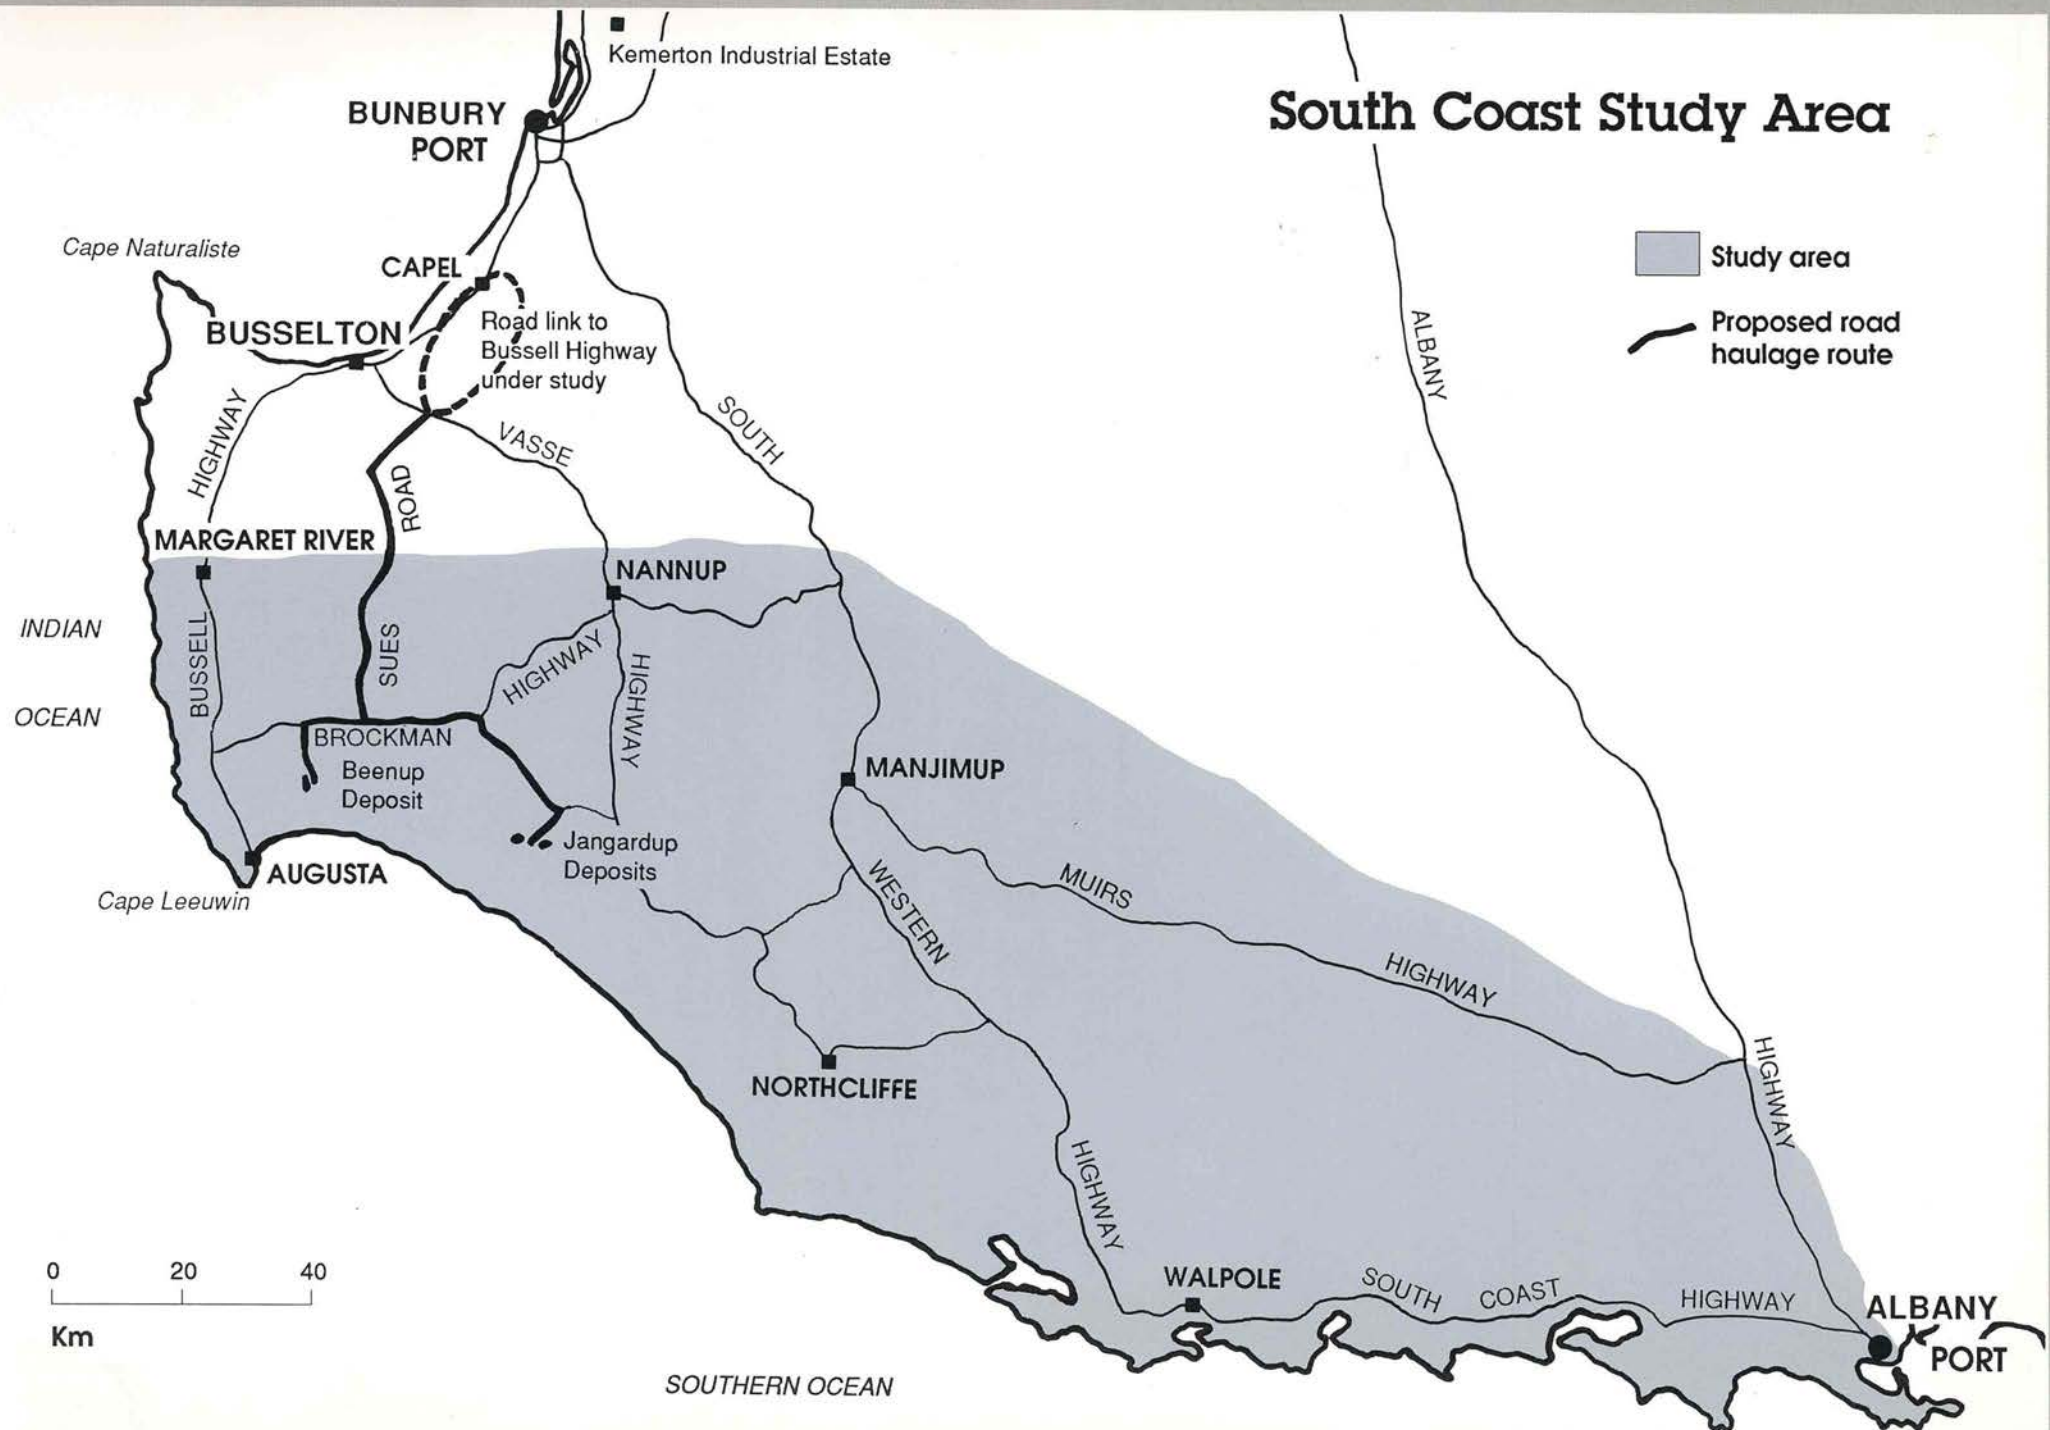 Kemerton Industrial Estate
South Coast Study Area
BUNBURY
PORT
Study area
Proposed road
haulage route
Cape Naturaliste
CAPEL
BUSSELTON
Road link to
Bussell Highway
under study
ALBANY
HIGHWAY
VASSE
SOUTH
ROAD
MARGARET RIVER
NANNUP
INDIAN
BUSSELL
SUES
HIGHWAY
HIGHWAY
OCEAN
BROCKMAN
Beenup
Deposit
MANJIMUP
Jangardup
Deposits
AUGUSTA
Cape Leeuwin
WESTERN
MUIRS
HIGHWAY
NORTHCLIFFE
HIGHWAY
HIGHWAY
0 20 40
Km
WALPOLE
SOUTH COAST HIGHWAY
ALBANY
PORT
SOUTHERN OCEAN